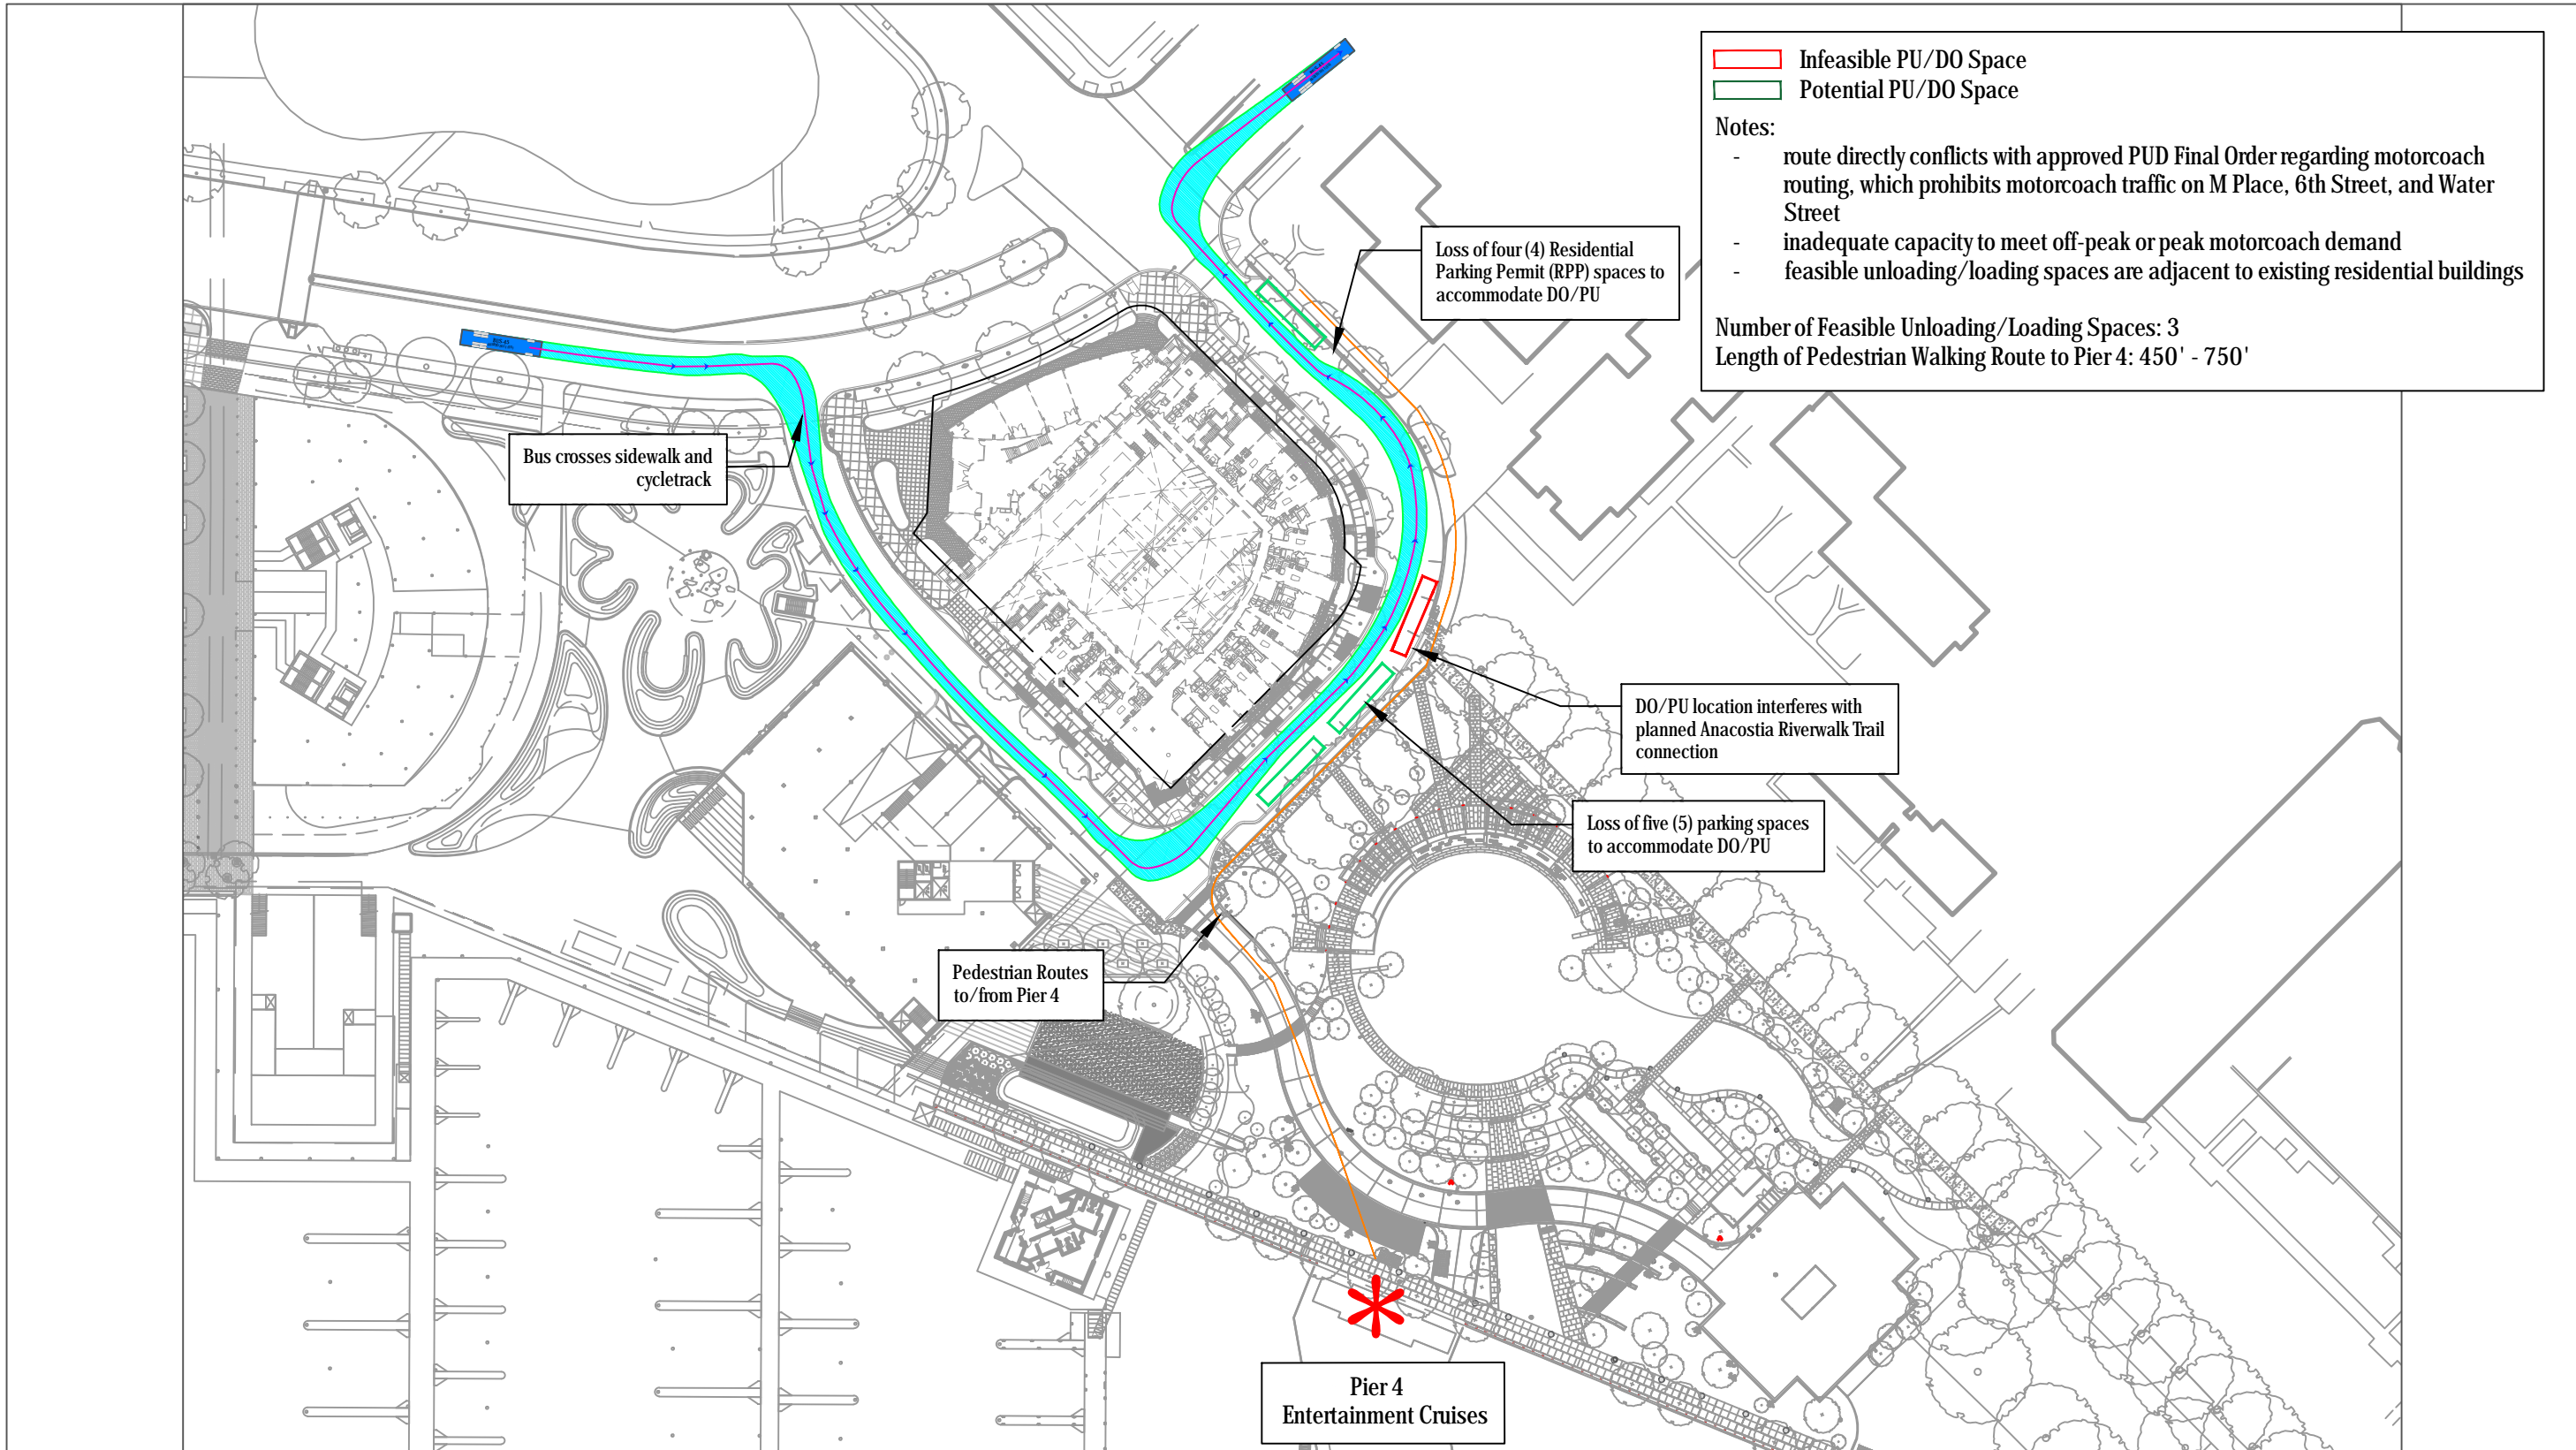 Infeasible PU/DO Space
Potential PU/DO Space
Notes:
- route directly conflicts with approved PUD Final Order regarding motorcoach
routing, which prohibits motorcoach traffic on M Place, 6th Street, and Water
Street
- inadequate capacity to meet off-peak or peak motorcoach demand
- feasible unloading/loading spaces are adjacent to existing residential buildings
Number of Feasible Unloading/Loading Spaces: 3
Length of Pedestrian Walking Route to Pier 4: 450' - 750'
Loss of four (4) Residential
Parking Permit (RPP) spaces to
accommodate DO/PU
Bus crosses sidewalk and
cycletrack
DO/PU location interferes with
planned Anacostia Riverwalk Trail
connection
Loss of five (5) parking spaces
to accommodate DO/PU
Pedestrian Routes
to/from Pier 4
Pier 4
Entertainment Cruises